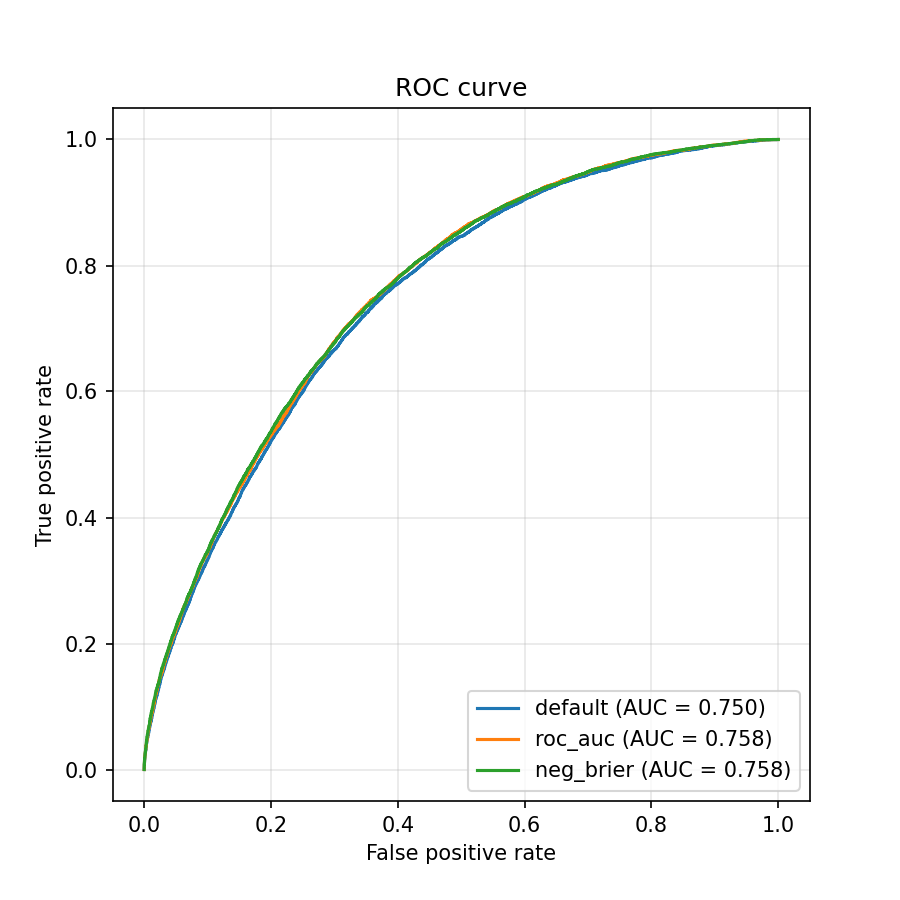 ROC curve
True positive rate
1.0
0.8
0.6
0.4
0.2
0.0
default (AUC = 0.750)
roc_auc (AUC = 0.758)
neg_brier (AUC = 0.758)
0.0 0.2 0.4 0.6 0.8 1.0
False positive rate